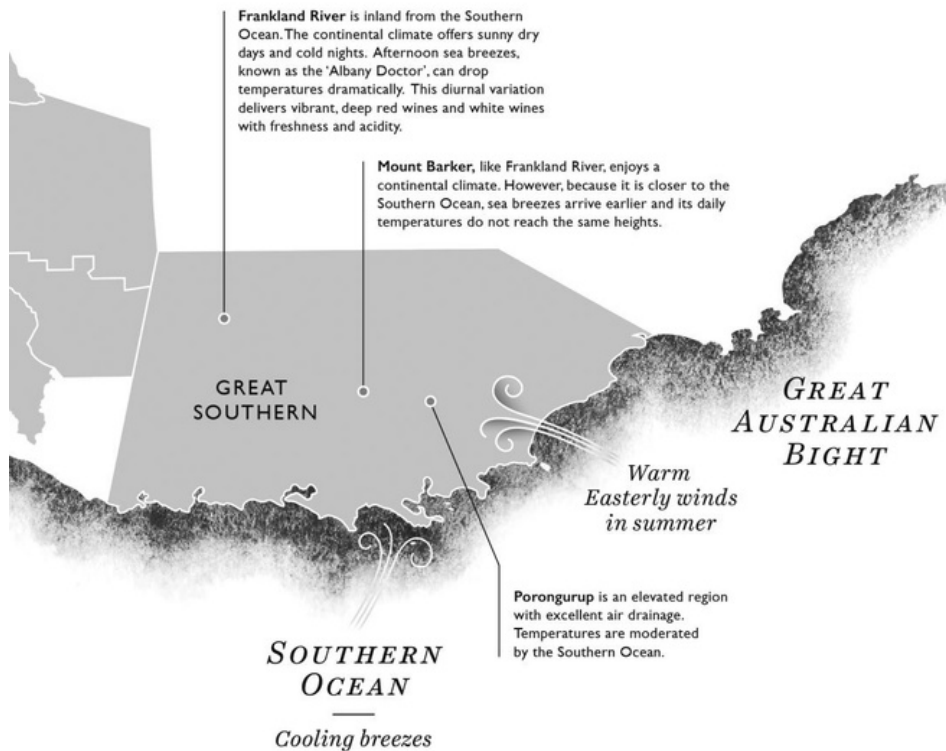 Frankland River is inland from the Southern
Ocean. The continental climate offers sunny dry
days and cold nights. Afternoon sea breezes,
known as the ‘Albany Doctor’, can drop
temperatures dramatically. This diurnal variation
delivers vibrant, deep red wines and white wines
with freshness and acidity.
Mount Barker, like Frankland River, enjoys a
continental climate. However, because it is closer to the
Southern Ocean, sea breezes arrive earlier and its daily
temperatures do not reach the same heights.
GREAT
SOUTHERN
GREAT
AUSTRALIAN
BIGHT
Warm
Easterly winds
in summer
Porongurup is an elevated region
with excellent air drainage.
Temperatures are moderated
by the Southern Ocean.
SOUTHERN
OCEAN
Cooling breezes